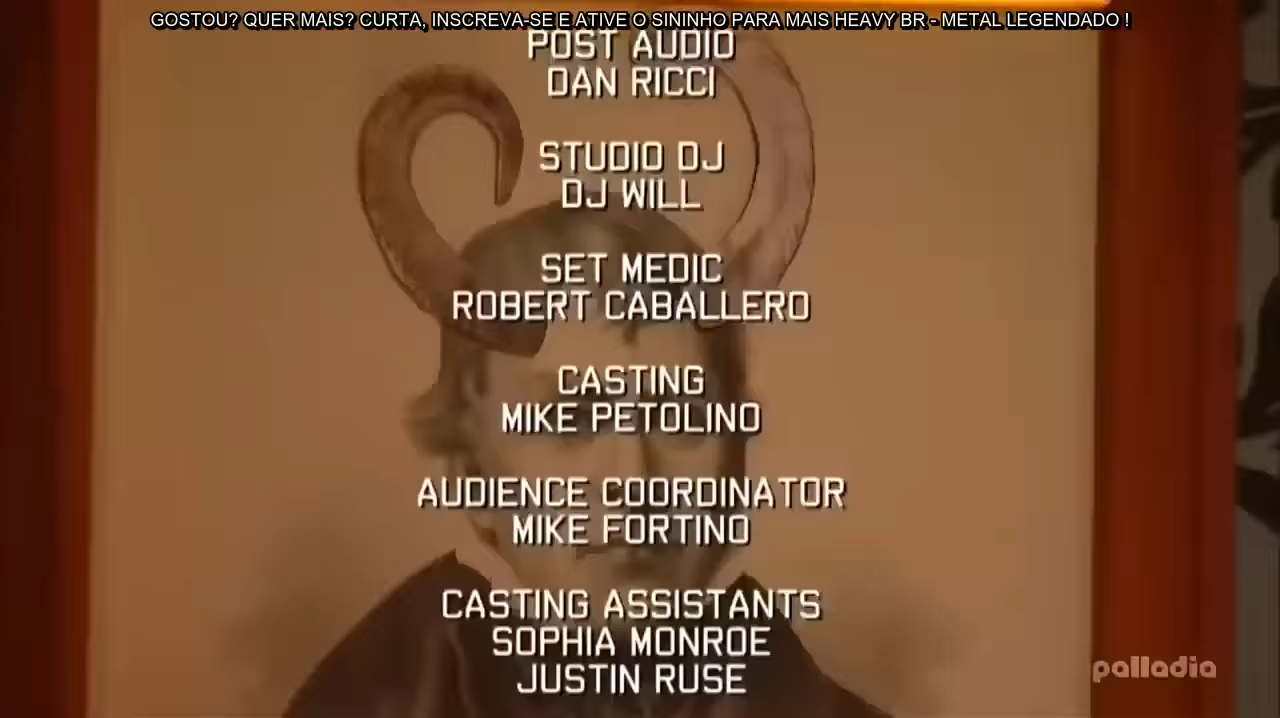 GOSTOU? QUER MAIS? CURTA, INSCREVA-SE E ATIVE O SININHO PARA MAIS HEAVY BR - METAL LEGENDADO !
POST AUDIO
DAN RICCI
STUDIO DJ
DJ WILL
SET MEDIC
ROBERT CABALLERO
CASTING
MIKE PETOLINO
AUDIENCE COORDINATOR
MIKE FORTINO
CASTING ASSISTANTS
SOPHIA MONROE
JUSTIN RUSE
palladia